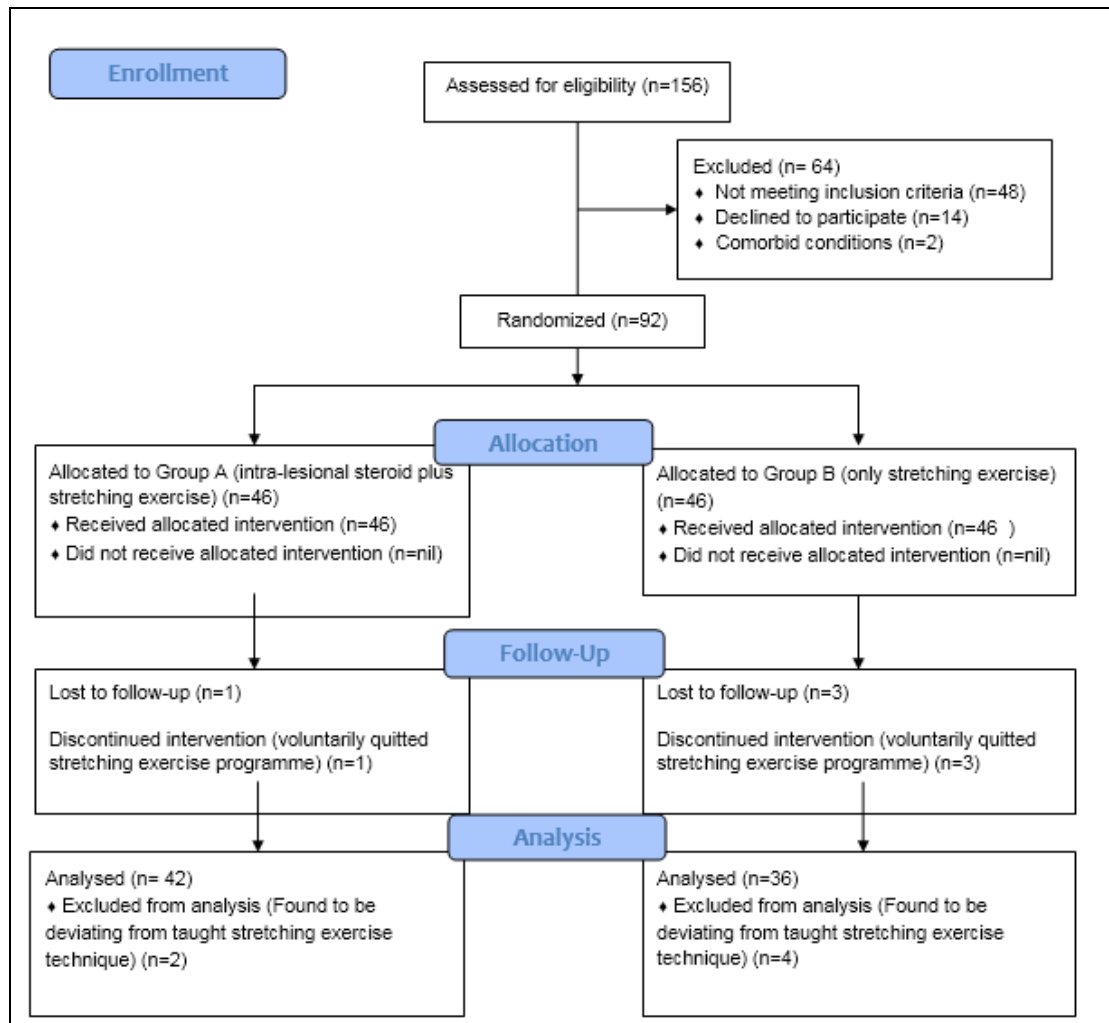 Enrollment
Assessed for eligibility (n=156)
Excluded (n= 64)
♦ Not meeting inclusion criteria (n=48)
♦ Declined to participate (n=14)
♦ Comorbid conditions (n=2)
Randomized (n=92)
Allocation
Allocated to Group A (intra-lesional steroid plus
stretching exercise) (n=46)
♦ Received allocated intervention (n=46)
♦ Did not receive allocated intervention (n=nil)
Allocated to Group B (only stretching exercise)
(n=46)
♦ Received allocated intervention (n=46 )
♦ Did not receive allocated intervention (n=nil)
Follow-Up
Lost to follow-up (n=1)
Discontinued intervention (voluntarily quitted
stretching exercise programme) (n=1)
Lost to follow-up (n=3)
Discontinued intervention (voluntarily quitted
stretching exercise programme) (n=3)
Analysis
Analysed (n= 42)
♦ Excluded from analysis (Found to be
deviating from taught stretching exercise
technique) (n=2)
Analysed (n=36)
♦ Excluded from analysis (Found to be
deviating from taught stretching exercise
technique) (n=4)